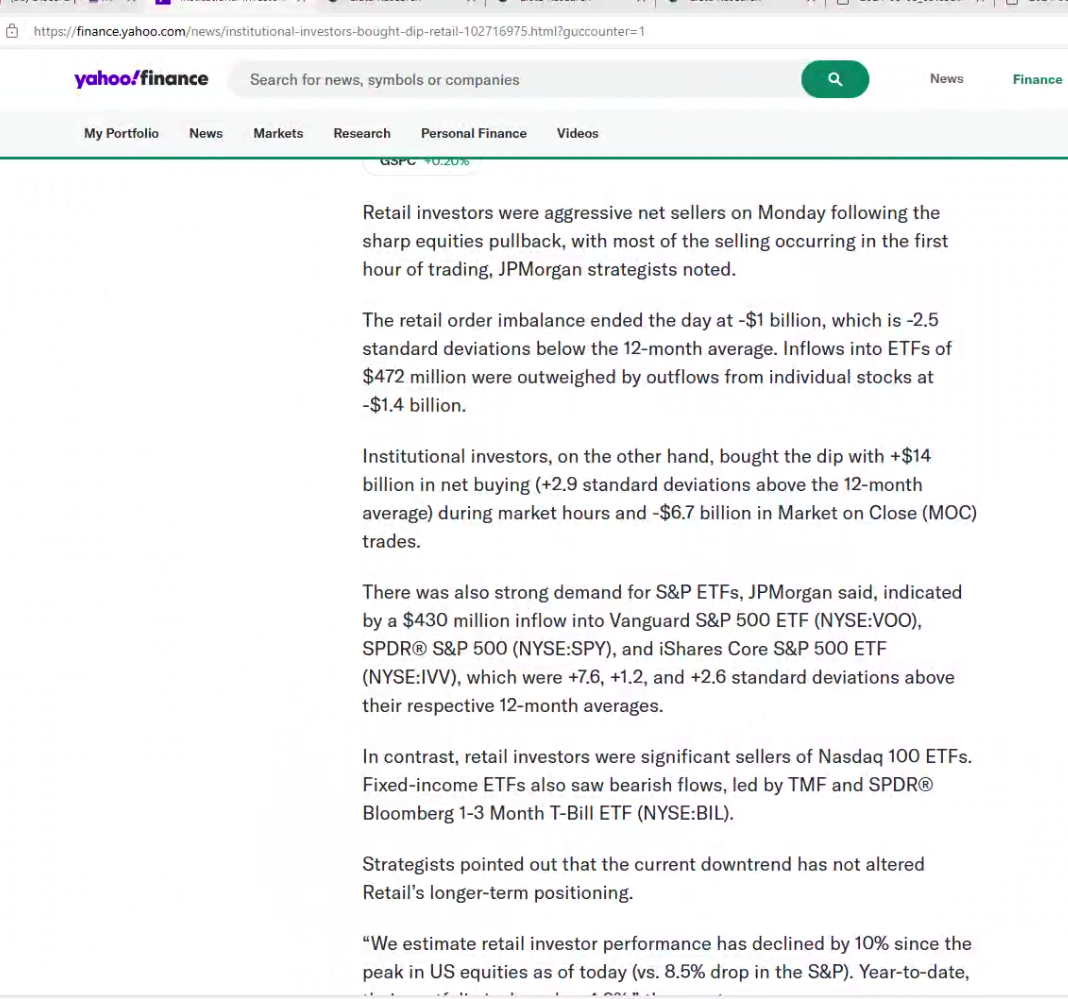 https://finance.yahoo.com/news/institutional-investors-bought-dip-retail-102716975.html?guccounter=1
yahoo!finance
Search for news, symbols or companies
News
Finance
My Portfolio
News
Markets
Research
Personal Finance
Videos
GSPC +0.20%
Retail investors were aggressive net sellers on Monday following the
sharp equities pullback, with most of the selling occurring in the first
hour of trading, JPMorgan strategists noted.
The retail order imbalance ended the day at -$1 billion, which is -2.5
standard deviations below the 12-month average. Inflows into ETFs of
$472 million were outweighed by outflows from individual stocks at
-$1.4 billion.
Institutional investors, on the other hand, bought the dip with +$14
billion in net buying (+2.9 standard deviations above the 12-month
average) during market hours and -$6.7 billion in Market on Close (MOC)
trades.
There was also strong demand for S&P ETFs, JPMorgan said, indicated
by a $430 million inflow into Vanguard S&P 500 ETF (NYSE:VOO),
SPDR® S&P 500 (NYSE:SPY), and iShares Core S&P 500 ETF
(NYSE:IVV), which were +7.6, +1.2, and +2.6 standard deviations above
their respective 12-month averages.
In contrast, retail investors were significant sellers of Nasdaq 100 ETFs.
Fixed-income ETFs also saw bearish flows, led by TMF and SPDR®
Bloomberg 1-3 Month T-Bill ETF (NYSE:BIL).
Strategists pointed out that the current downtrend has not altered
Retail’s longer-term positioning.
“We estimate retail investor performance has declined by 10% since the
peak in US equities as of today (vs. 8.5% drop in the S&P). Year-to-date,